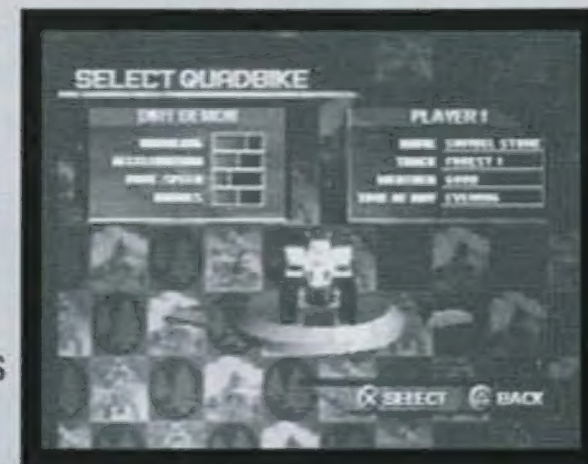 SELECT QUADBIKE
DIRT DEMON
PLAYER 1
HANDLING
ACCELERATION
TRACK FOREST 1
WEATHER GOOD
TIME OF DAY EVENING
SELECT
BACK
S